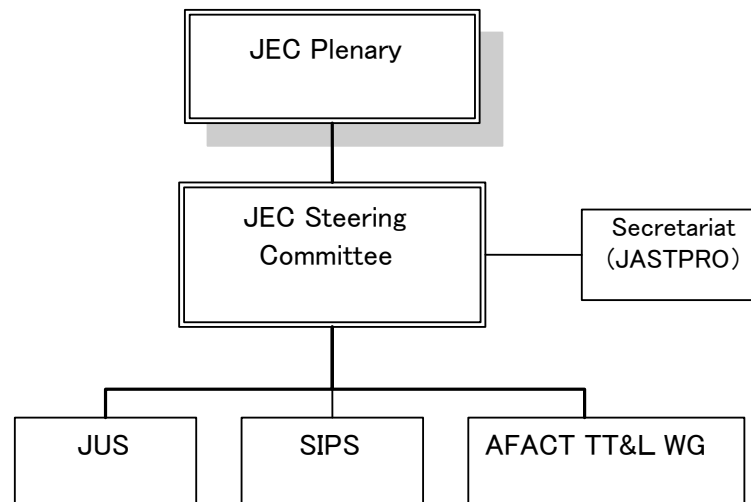 JEC Plenary
JEC Steering
Committee
Secretariat
(JASTPRO)
JUS
SIPS
AFACT TT&L WG